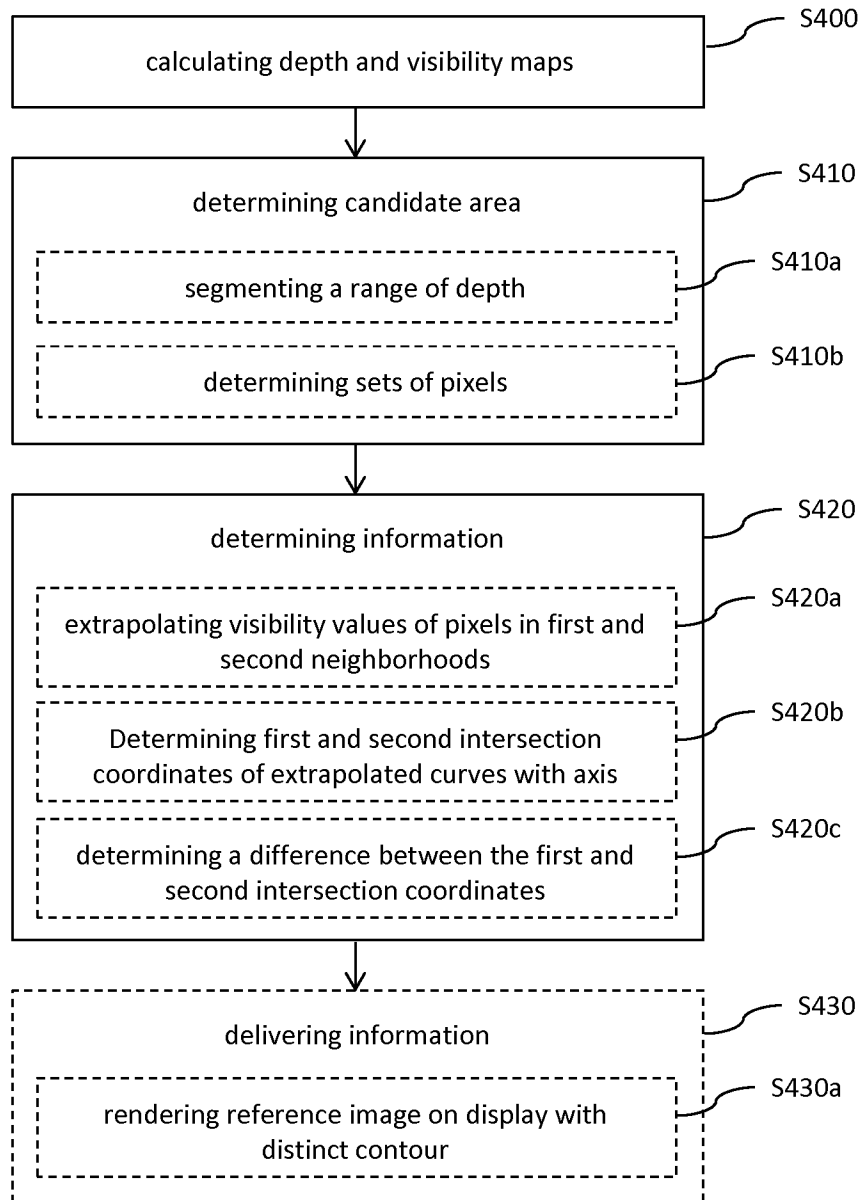 calculating depth and visibility maps
S400
determining candidate area
S410
segmenting a range of depth
S410a
determining sets of pixels
S410b
determining information
S420
extrapolating visibility values of pixels in first and
second neighborhoods
S420a
Determining first and second intersection
coordinates of extrapolated curves with axis
S420b
determining a difference between the first and
second intersection coordinates
S420c
delivering information
S430
rendering reference image on display with
distinct contour
S430a